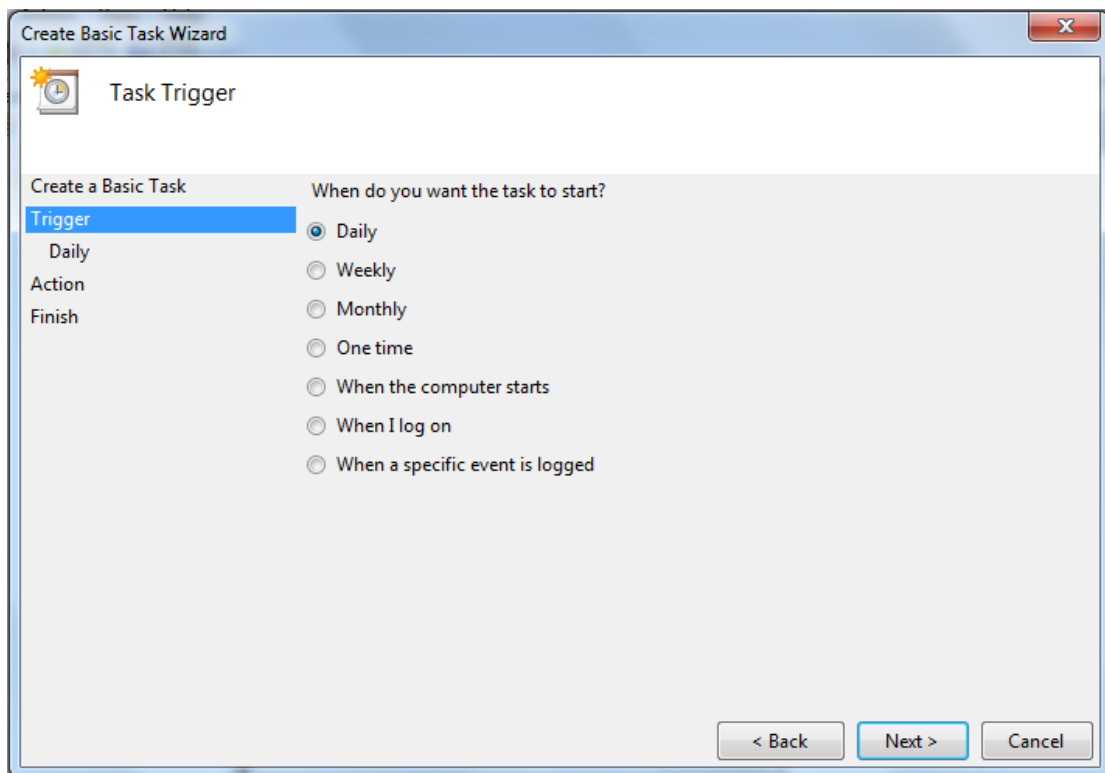 Create Basic Task Wizard
Task Trigger
Create a Basic Task
Trigger
Daily
Action
Finish
When do you want the task to start?
Daily
Weekly
Monthly
One time
When the computer starts
When I log on
When a specific event is logged
< Back
Next >
Cancel